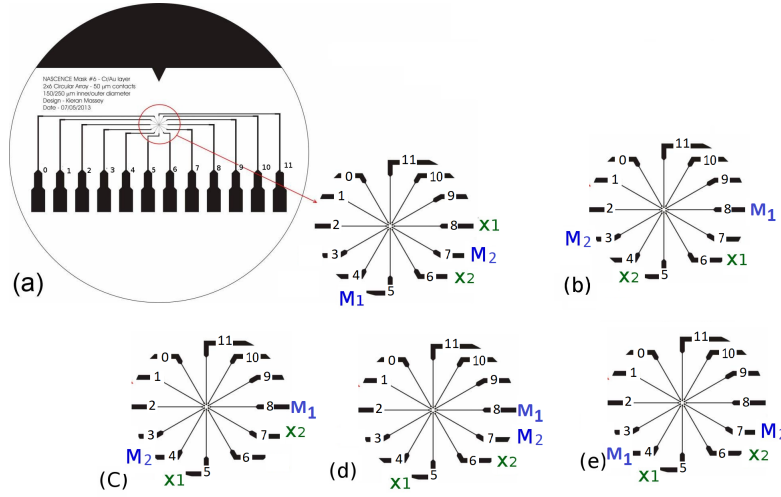 NASCENCE Mask #6 - Cr/Au layer
2x6 Circular Array - 50 µm contacts
150/250 µm inner/outer diameter
Design - Kieran Massey
Date - 07/05/2013
0 1 2 3 4 5 6 7 8 9 10 11
(a)
11
0 10
1 9
2 8 X1
3 7 M2
4 6 X2
M1 5
(b)
11
0 10
1 9
2 8 M1
M2 3 7
4 6 X1
X2 5
(C)
11
0 10
1 9
2 8 M1
3 7 X2
M2 4 6
X1 5
(d)
11
0 10
1 9
2 8 M1
3 7 M2
4 6 X2
X1 5
(e)
11
0 10
1 9
2 8
3 7 M2
M1 4 6 X2
X1 5